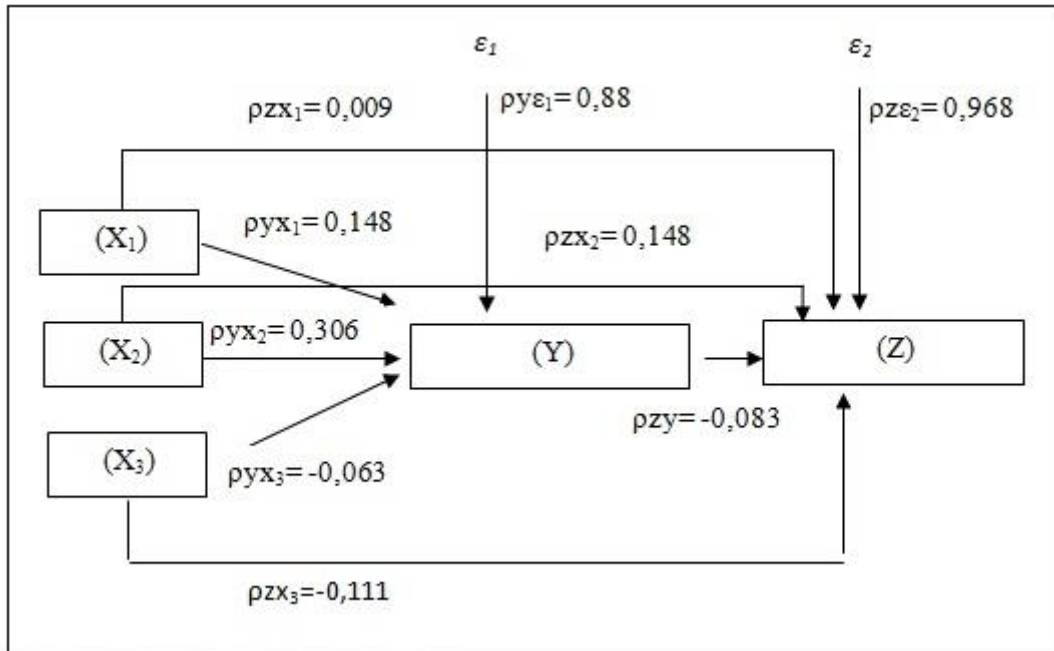 ε₁
ε₂
ρzx₁= 0,009
ρyε₁= 0,88
ρzε₂= 0,968
(X₁)
ρyx₁= 0,148
ρzx₂= 0,148
(X₂)
ρyx₂= 0,306
(Y)
(Z)
ρzy= -0,083
(X₃)
ρyx₃= -0,063
ρzx₃=-0,111